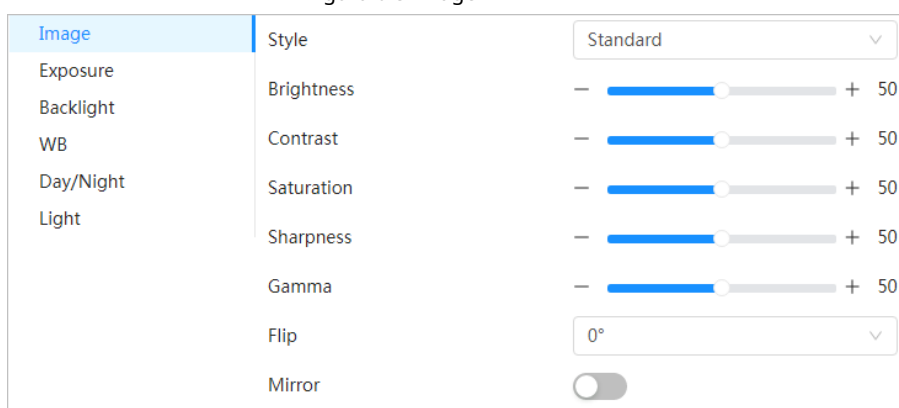 Image
Exposure
Backlight
WB
Day/Night
Light
Style Standard
Brightness − + 50
Contrast − + 50
Saturation − + 50
Sharpness − + 50
Gamma − + 50
Flip 0°
Mirror